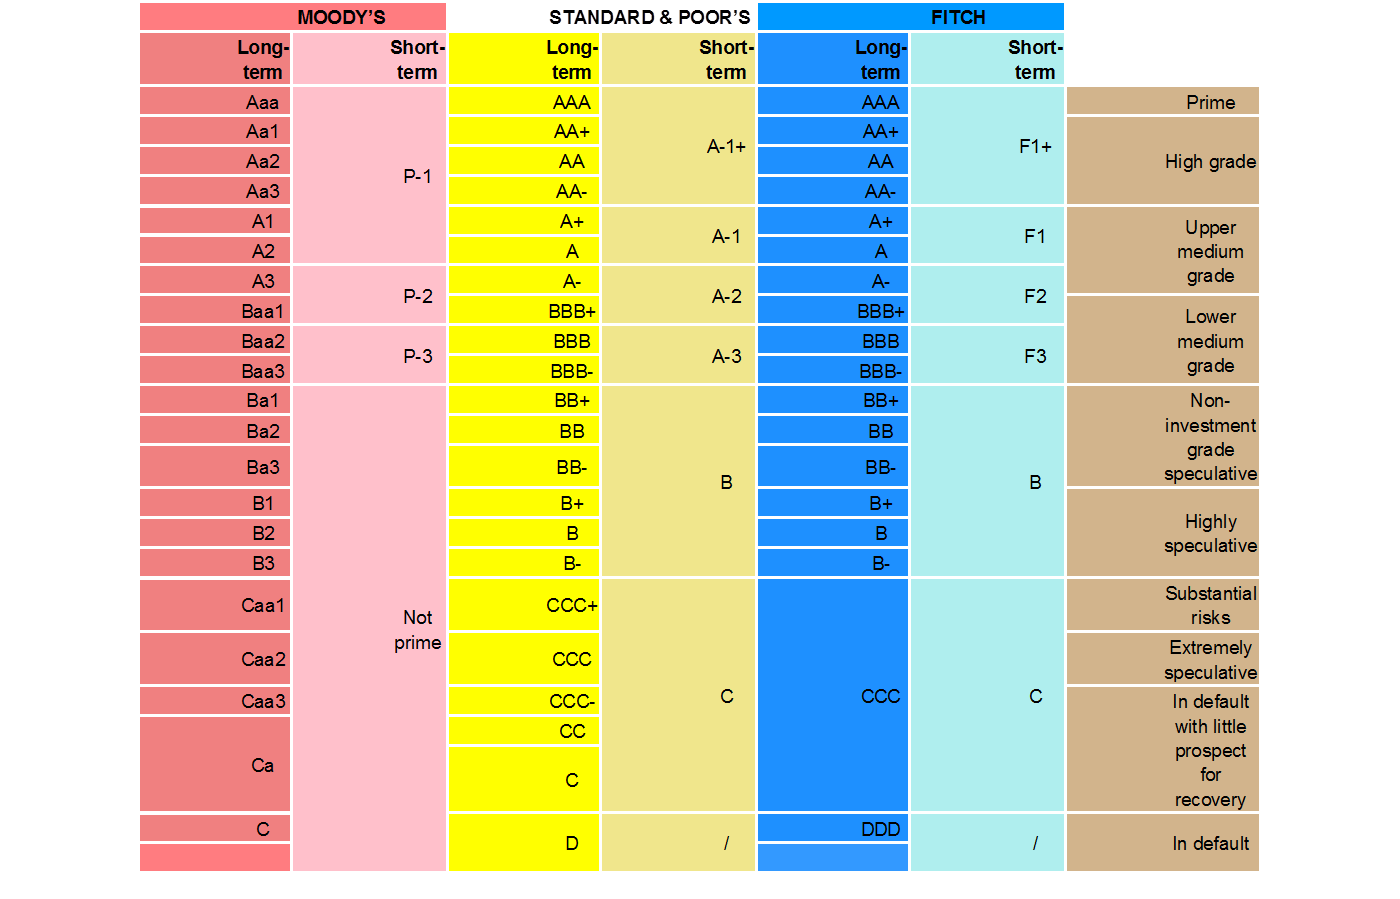 MOODY'S STANDARD & POOR'S FITCH
Long- Short- Long- Short- Long- Short-
term term term term term term
Aaa AAA AAA Prime
Aa1 AA+ AA+
A-1+ F1+
Aa2 AA AA High grade
P-1
Aa3 AA- AA-
A1 A+ A+ Upper
A-1 F1
A2 A A medium
A3 A- A- grade
P-2 A-2 F2
Baa1 BBB+ BBB+ Lower
Baa2 BBB BBB medium
P-3 A-3 F3
Baa3 BBB- BBB- grade
Ba1 BB+ BB+ Non-
Ba2 BB BB investment
grade
Ba3 BB- BB- speculative
B B
B1 B+ B+
Highly
B2 B B speculative
B3 B- B-
Substantial
Caa1 CCC+ risks
Not
prime
Extremely
Caa2 CCC speculative
Caa3 C CCC C In default
CCC-
with little
CC
prospect
Ca for
C
recovery
C DDD
D / / In default